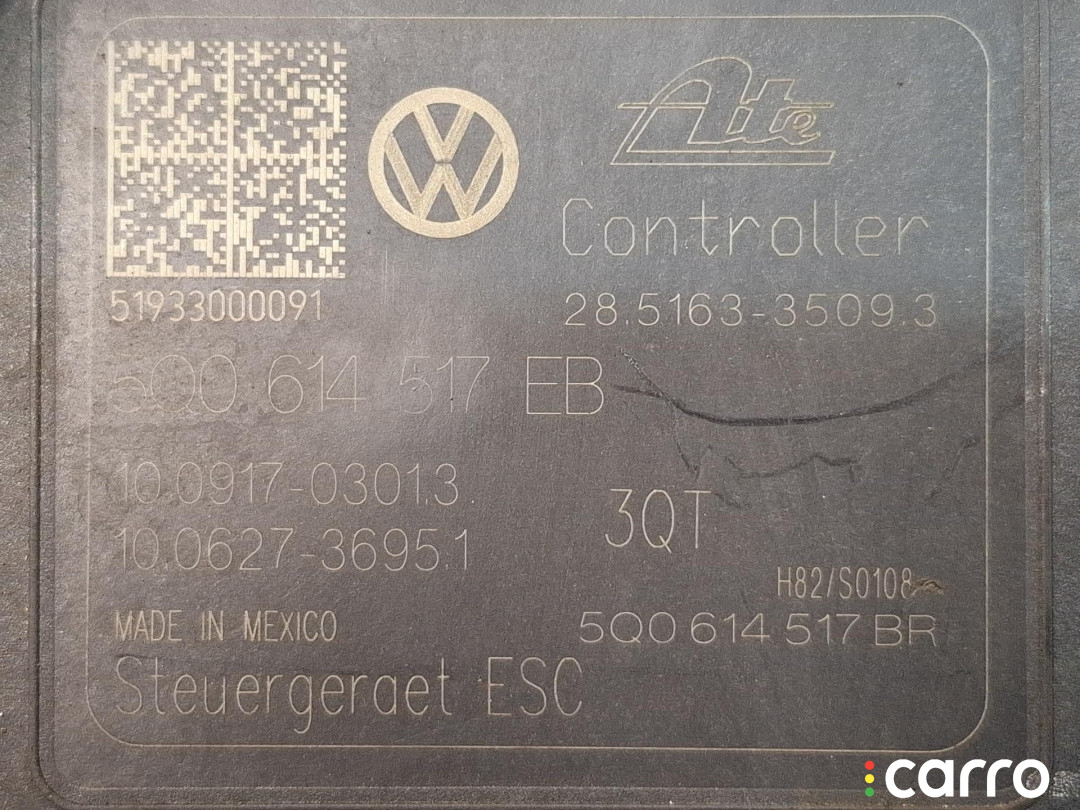 Ate
Controller
51933000091
28.5163-3509.3
5Q0 614 517 EB
10.0917-0301.3
3QT
10.0627-3695.1
H82/S0108
MADE IN MEXICO
5Q0 614 517 BR
Steuergeraet ESC
carro